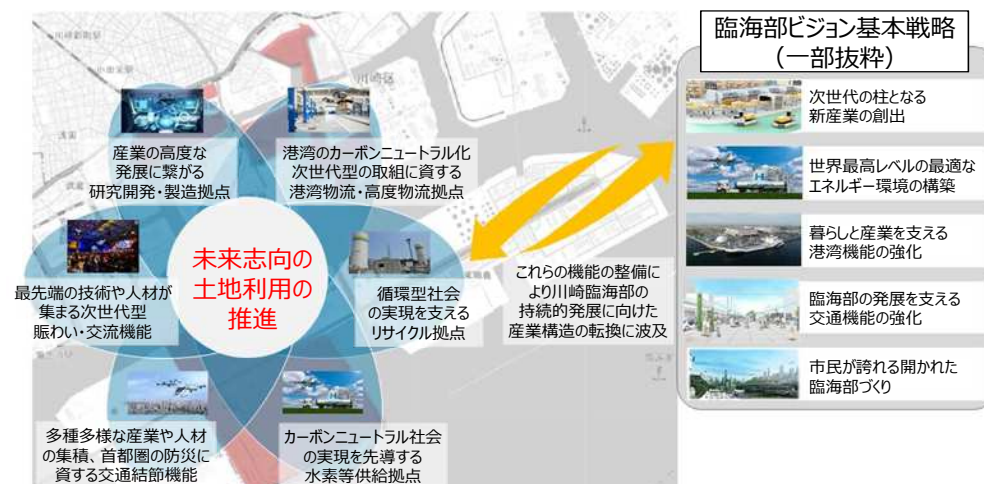 臨海部ビジョン基本戦略
(一部抜粋)
次世代の柱となる
新産業の創出
世界最高レベルの最適な
エネルギー環境の構築
暮らしと産業を支える
港湾機能の強化
臨海部の発展を支える
交通機能の強化
市民が誇れる開かれた
臨海部づくり
川崎区
産業の高度な
発展に繋がる
研究開発・製造拠点
港湾のカーボンニュートラル化
次世代型の取組に資する
港湾物流・高度物流拠点
未来志向の
土地利用の
推進
最先端の技術や人材が
集まる次世代型
賑わい・交流機能
循環型社会
の実現を支える
リサイクル拠点
これらの機能の整備に
より川崎臨海部の
持続的発展に向けた
産業構造の転換に波及
多種多様な産業や人材
の集積、首都圏の防災に
資する交通結節機能
カーボンニュートラル社会
の実現を先導する
水素等供給拠点